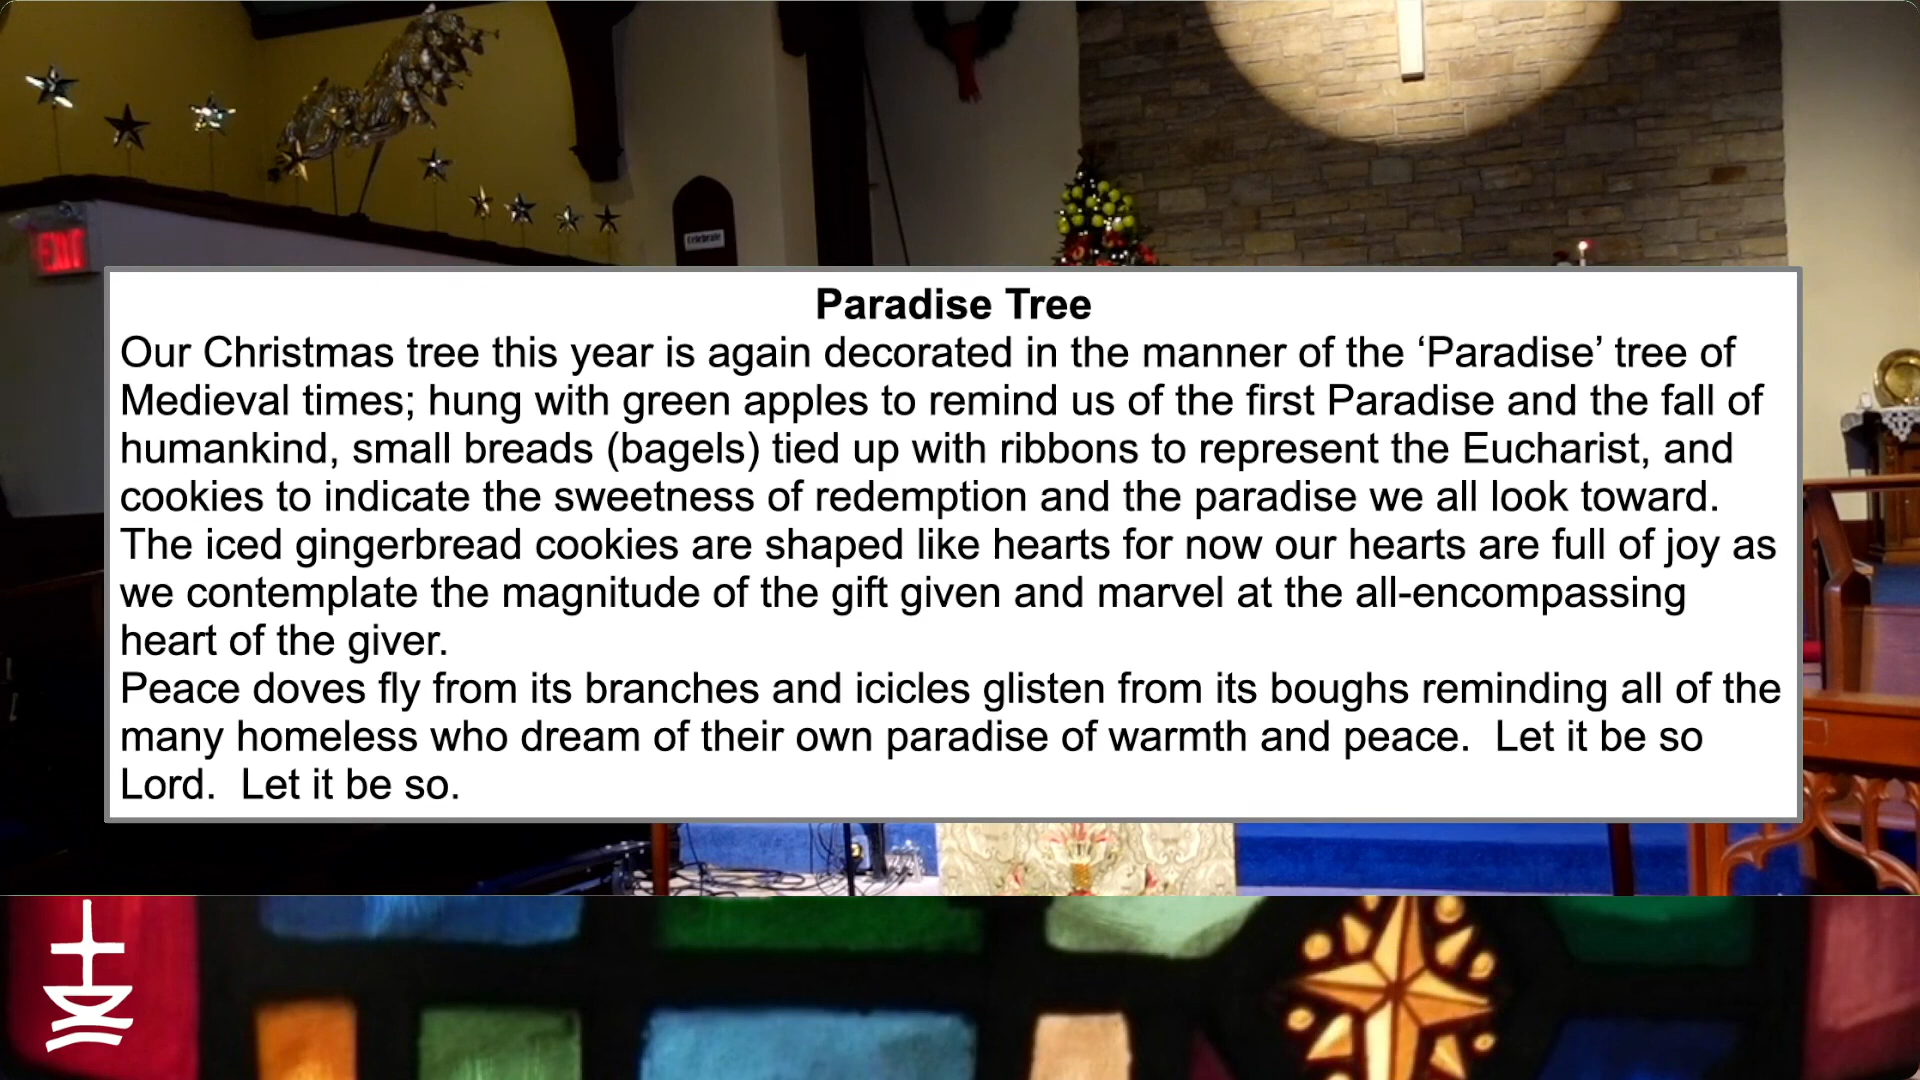 EXIT
Celebrate
Paradise Tree
Our Christmas tree this year is again decorated in the manner of the ‘Paradise’ tree of
Medieval times; hung with green apples to remind us of the first Paradise and the fall of
humankind, small breads (bagels) tied up with ribbons to represent the Eucharist, and
cookies to indicate the sweetness of redemption and the paradise we all look toward.
The iced gingerbread cookies are shaped like hearts for now our hearts are full of joy as
we contemplate the magnitude of the gift given and marvel at the all-encompassing
heart of the giver.
Peace doves fly from its branches and icicles glisten from its boughs reminding all of the
many homeless who dream of their own paradise of warmth and peace.  Let it be so
Lord.  Let it be so.